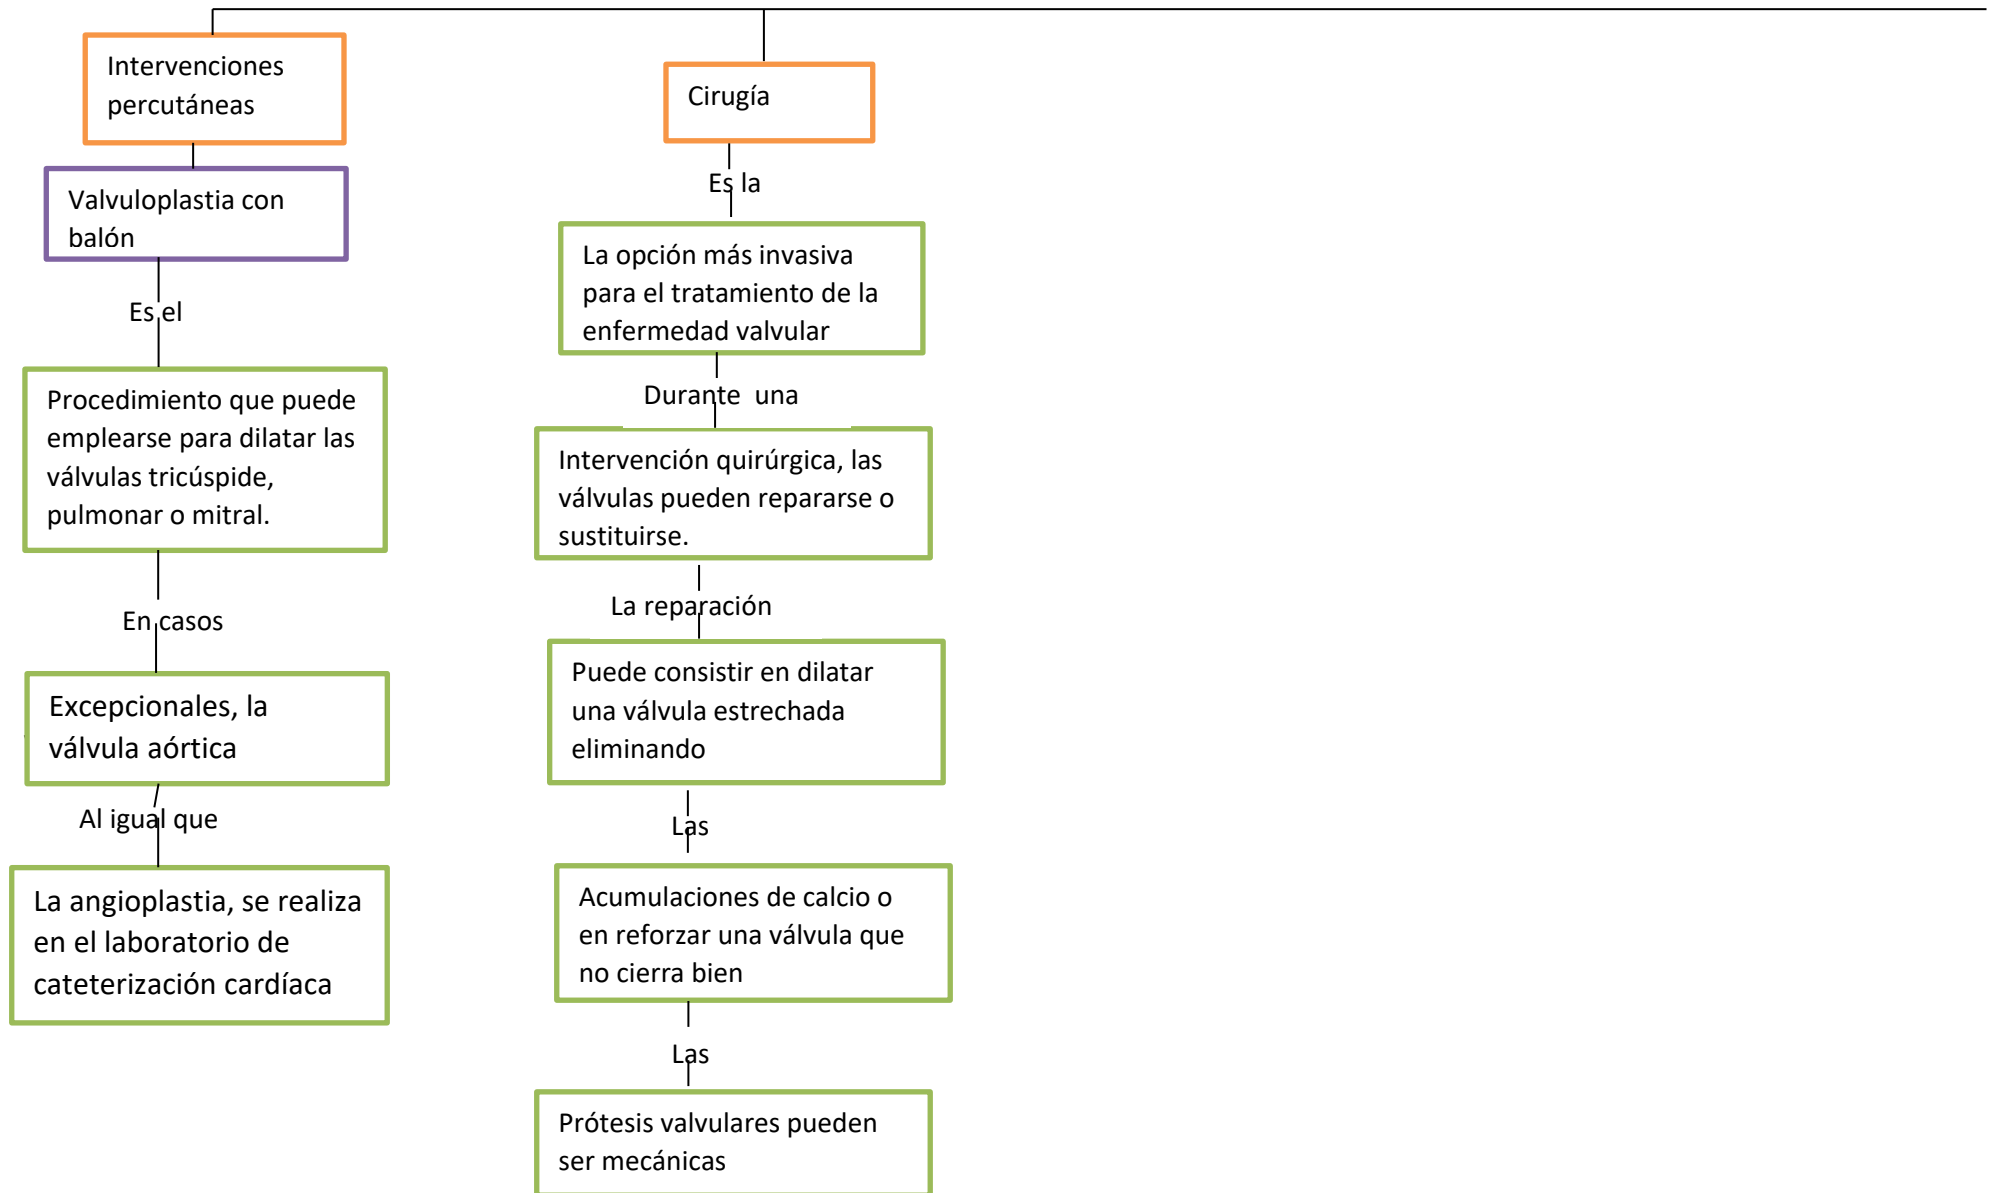 Intervenciones
percutáneas
Valvuloplastia con
balón
Es el
Procedimiento que puede
emplearse para dilatar las
válvulas tricúspide,
pulmonar o mitral.
En casos
Excepcionales, la
válvula aórtica
Al igual que
La angioplastia, se realiza
en el laboratorio de
cateterización cardíaca
Cirugía
Es la
La opción más invasiva
para el tratamiento de la
enfermedad valvular
Durante una
Intervención quirúrgica, las
válvulas pueden repararse o
sustituirse.
La reparación
Puede consistir en dilatar
una válvula estrechada
eliminando
Las
Acumulaciones de calcio o
en reforzar una válvula que
no cierra bien
Las
Prótesis valvulares pueden
ser mecánicas